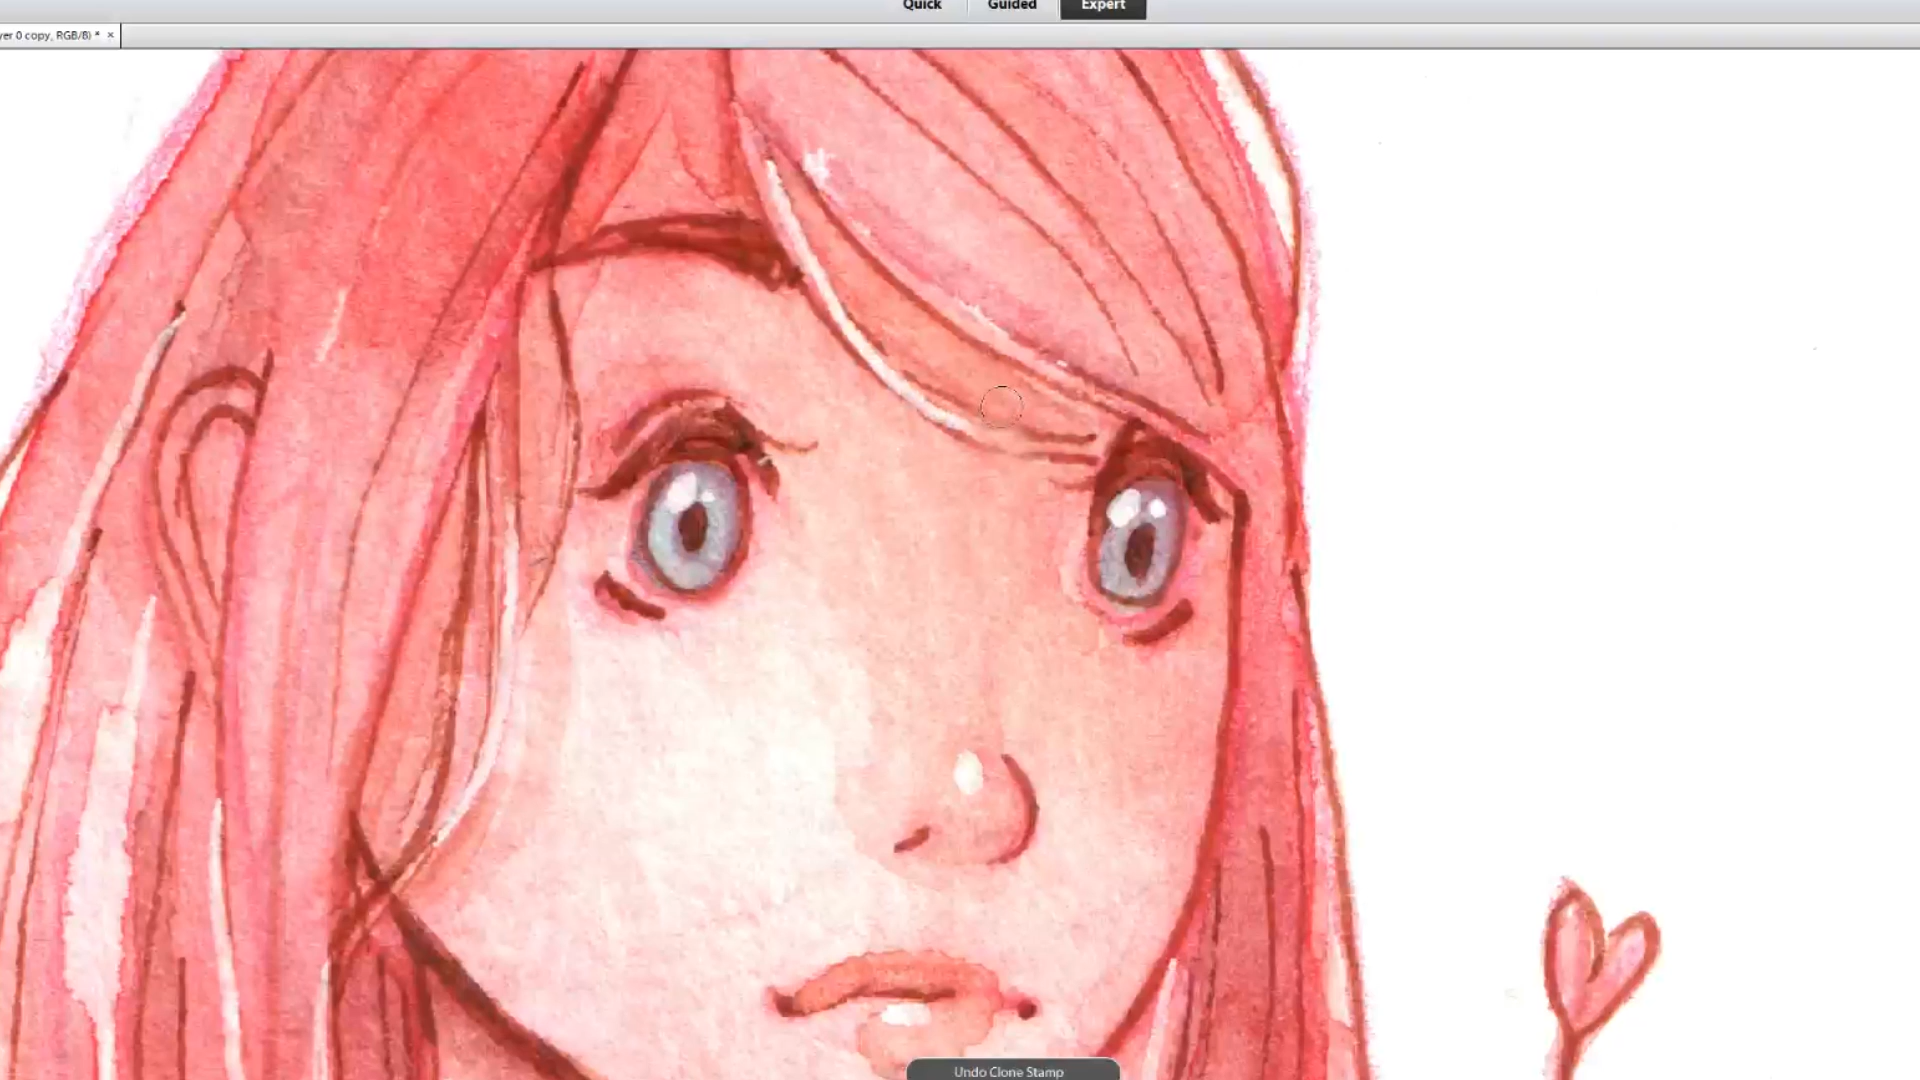 Quick Guided Expert
yer 0 copy, RGB/8) * ×
Undo Clone Stamp